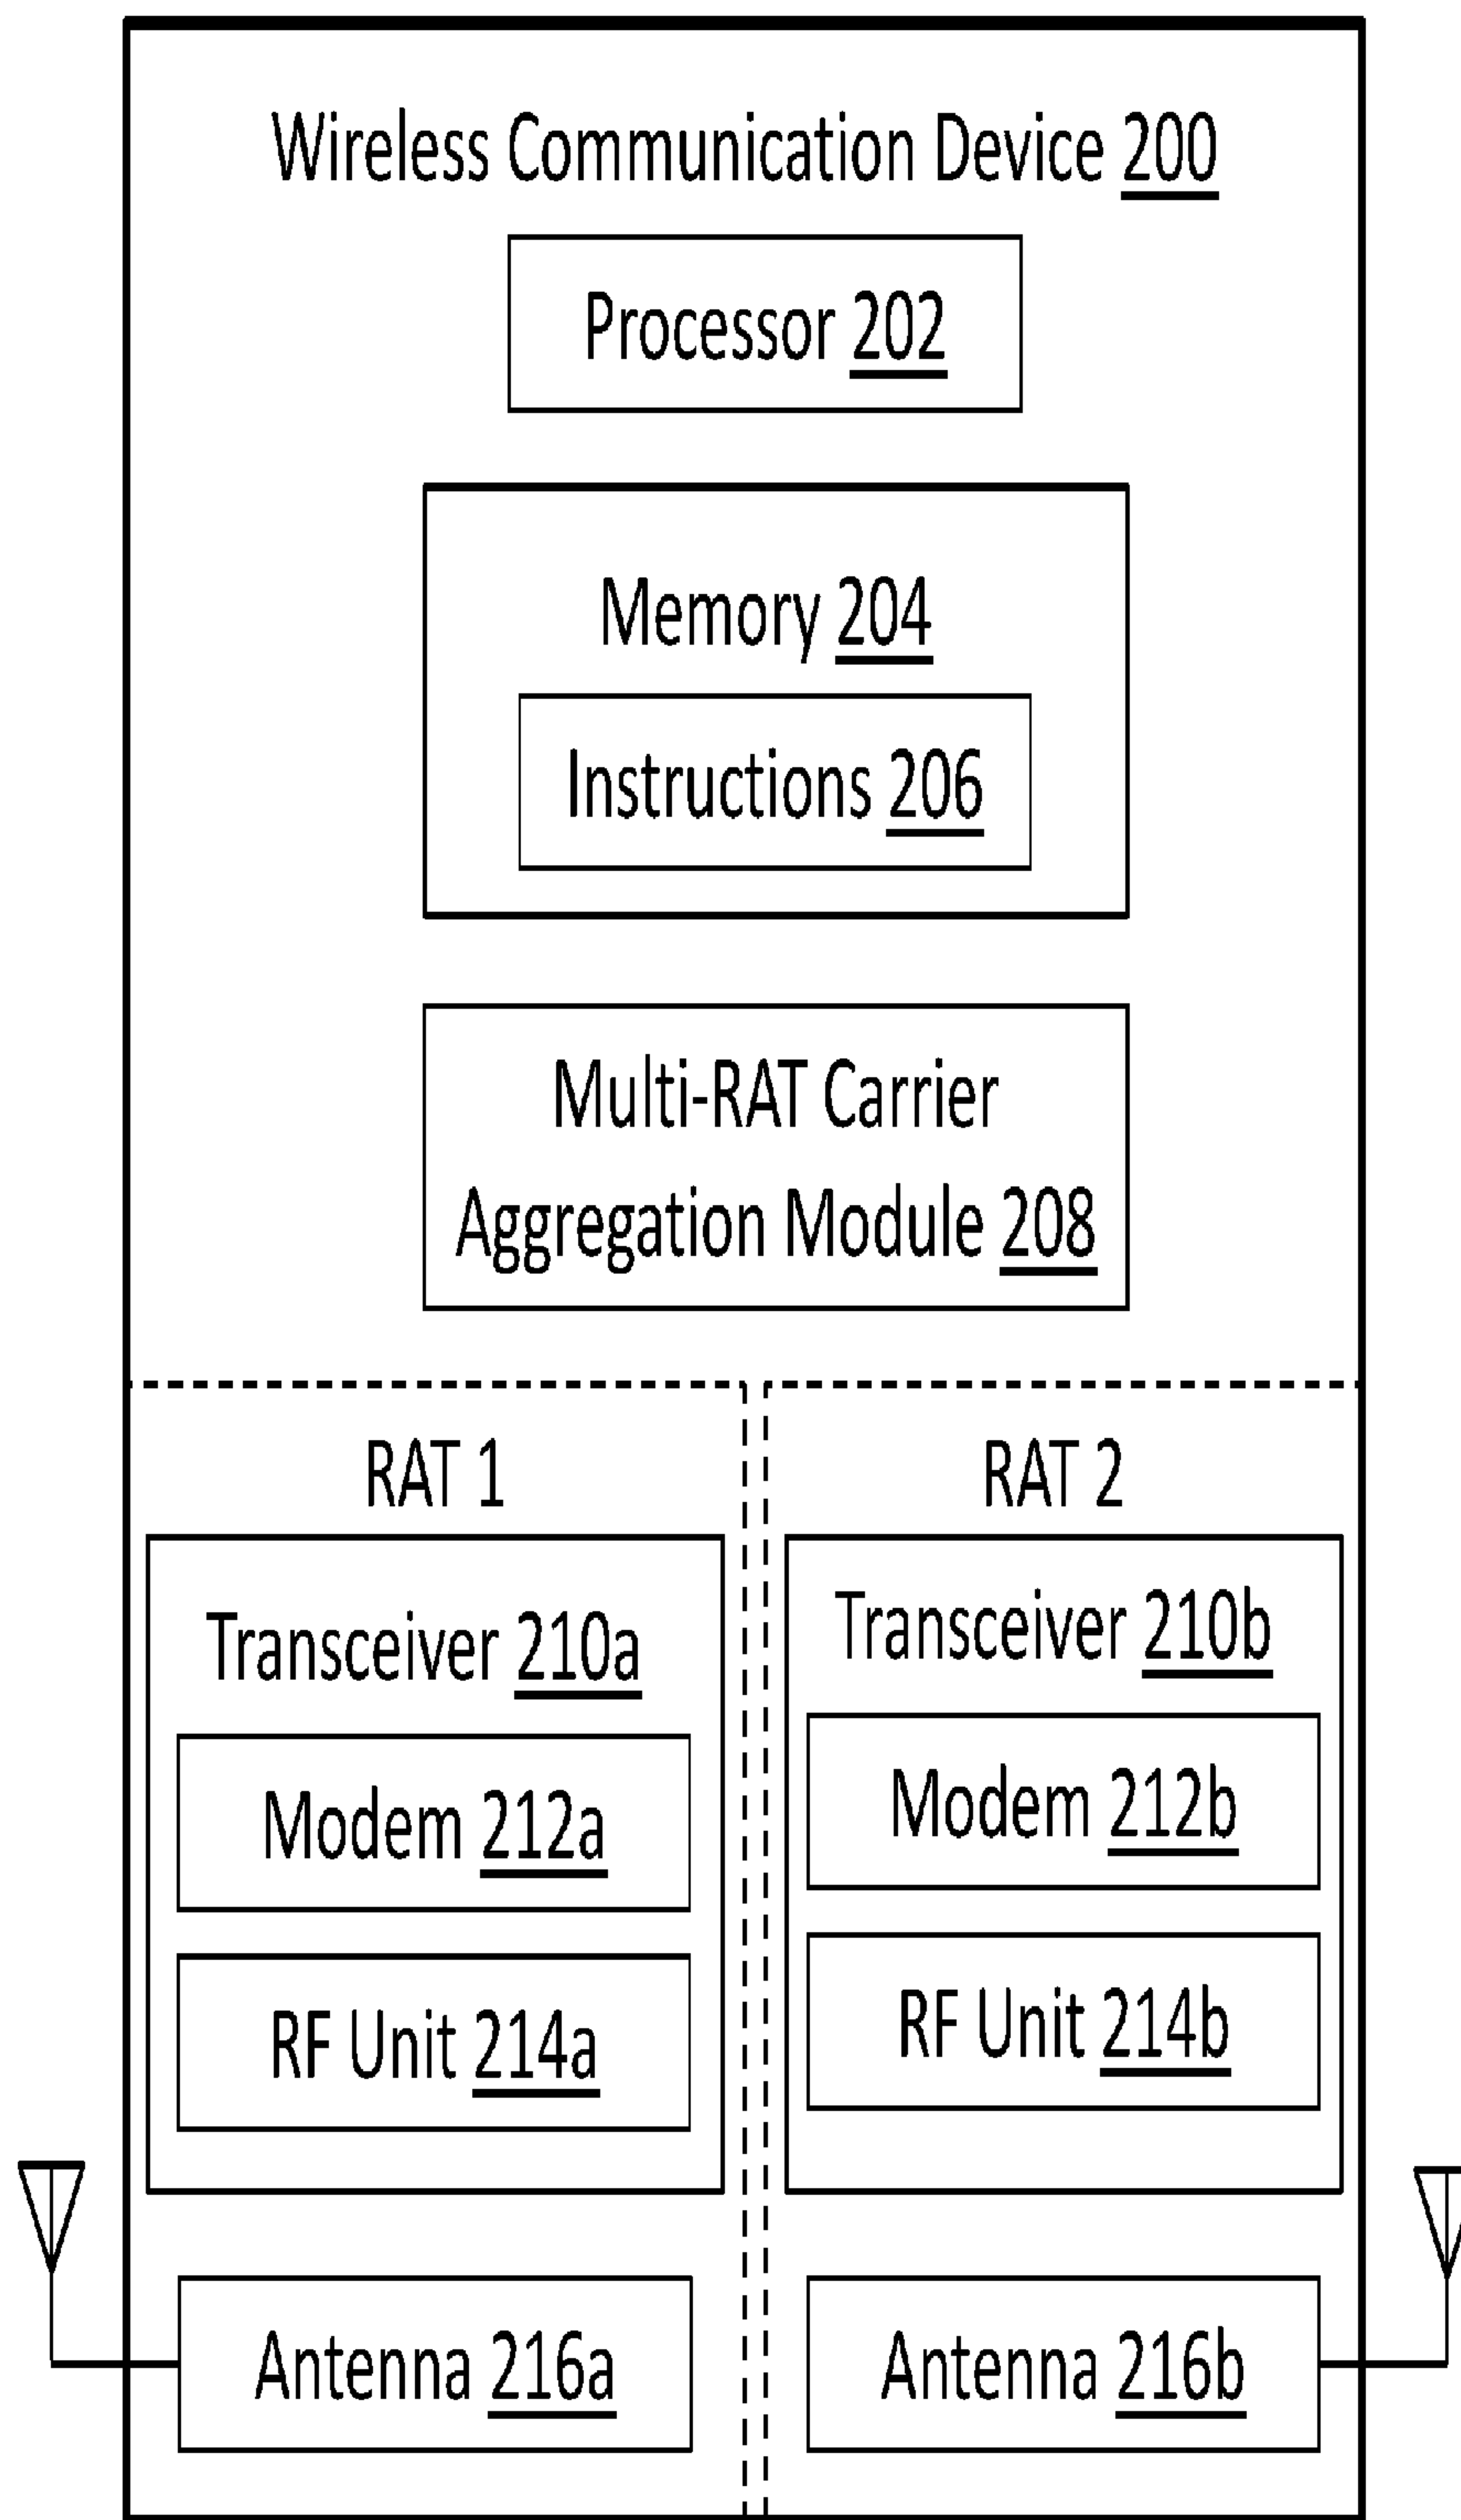 Wireless Communication Device 200
Processor 202
Memory 204
Instructions 206
Multi-RAT Carrier
Aggregation Module 208
RAT 1
Transceiver 210a
Modem 212a
RF Unit 214a
Antenna 216a
RAT 2
Transceiver 210b
Modem 212b
RF Unit 214b
Antenna 216b